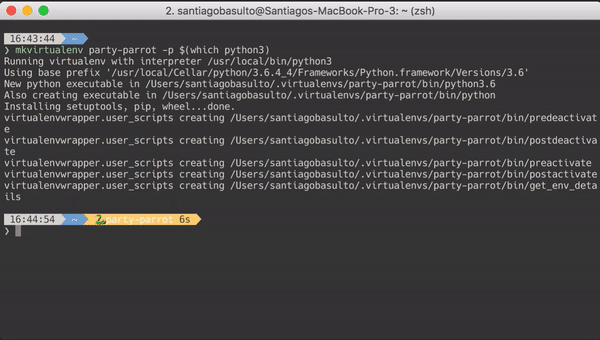 2. santiagobasulto@Santiagos-MacBook-Pro-3: ~ (zsh)
16:43:44 ~
❯ mkvirtualenv party-parrot -p $(which python3)
Running virtualenv with interpreter /usr/local/bin/python3
Using base prefix '/usr/local/Cellar/python/3.6.4_4/Frameworks/Python.framework/Versions/3.6'
New python executable in /Users/santiagobasulto/.virtualenvs/party-parrot/bin/python3.6
Also creating executable in /Users/santiagobasulto/.virtualenvs/party-parrot/bin/python
Installing setuptools, pip, wheel...done.
virtualenvwrapper.user_scripts creating /Users/santiagobasulto/.virtualenvs/party-parrot/bin/predeactivat
e
virtualenvwrapper.user_scripts creating /Users/santiagobasulto/.virtualenvs/party-parrot/bin/postdeactiva
te
virtualenvwrapper.user_scripts creating /Users/santiagobasulto/.virtualenvs/party-parrot/bin/preactivate
virtualenvwrapper.user_scripts creating /Users/santiagobasulto/.virtualenvs/party-parrot/bin/postactivate
virtualenvwrapper.user_scripts creating /Users/santiagobasulto/.virtualenvs/party-parrot/bin/get_env_deta
ils
16:44:54 ~ 🐍party-parrot 6s
❯